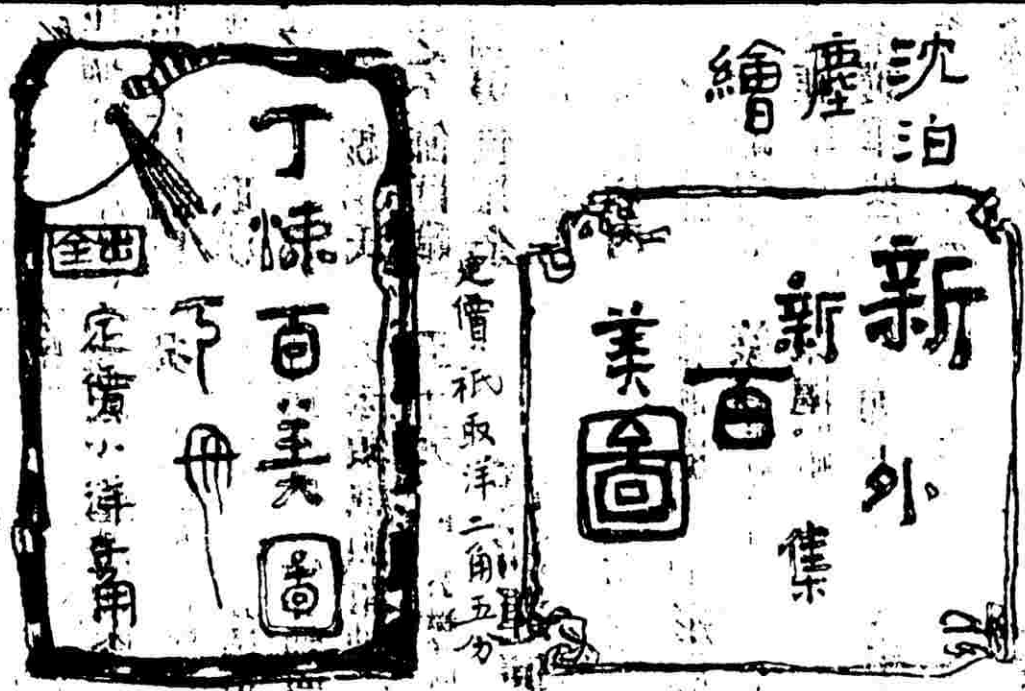 沈泊
塵
繪
新新百美圖
外集
定價祇取洋二角五分
丁悚百美圖
冊
出全
定價小洋角